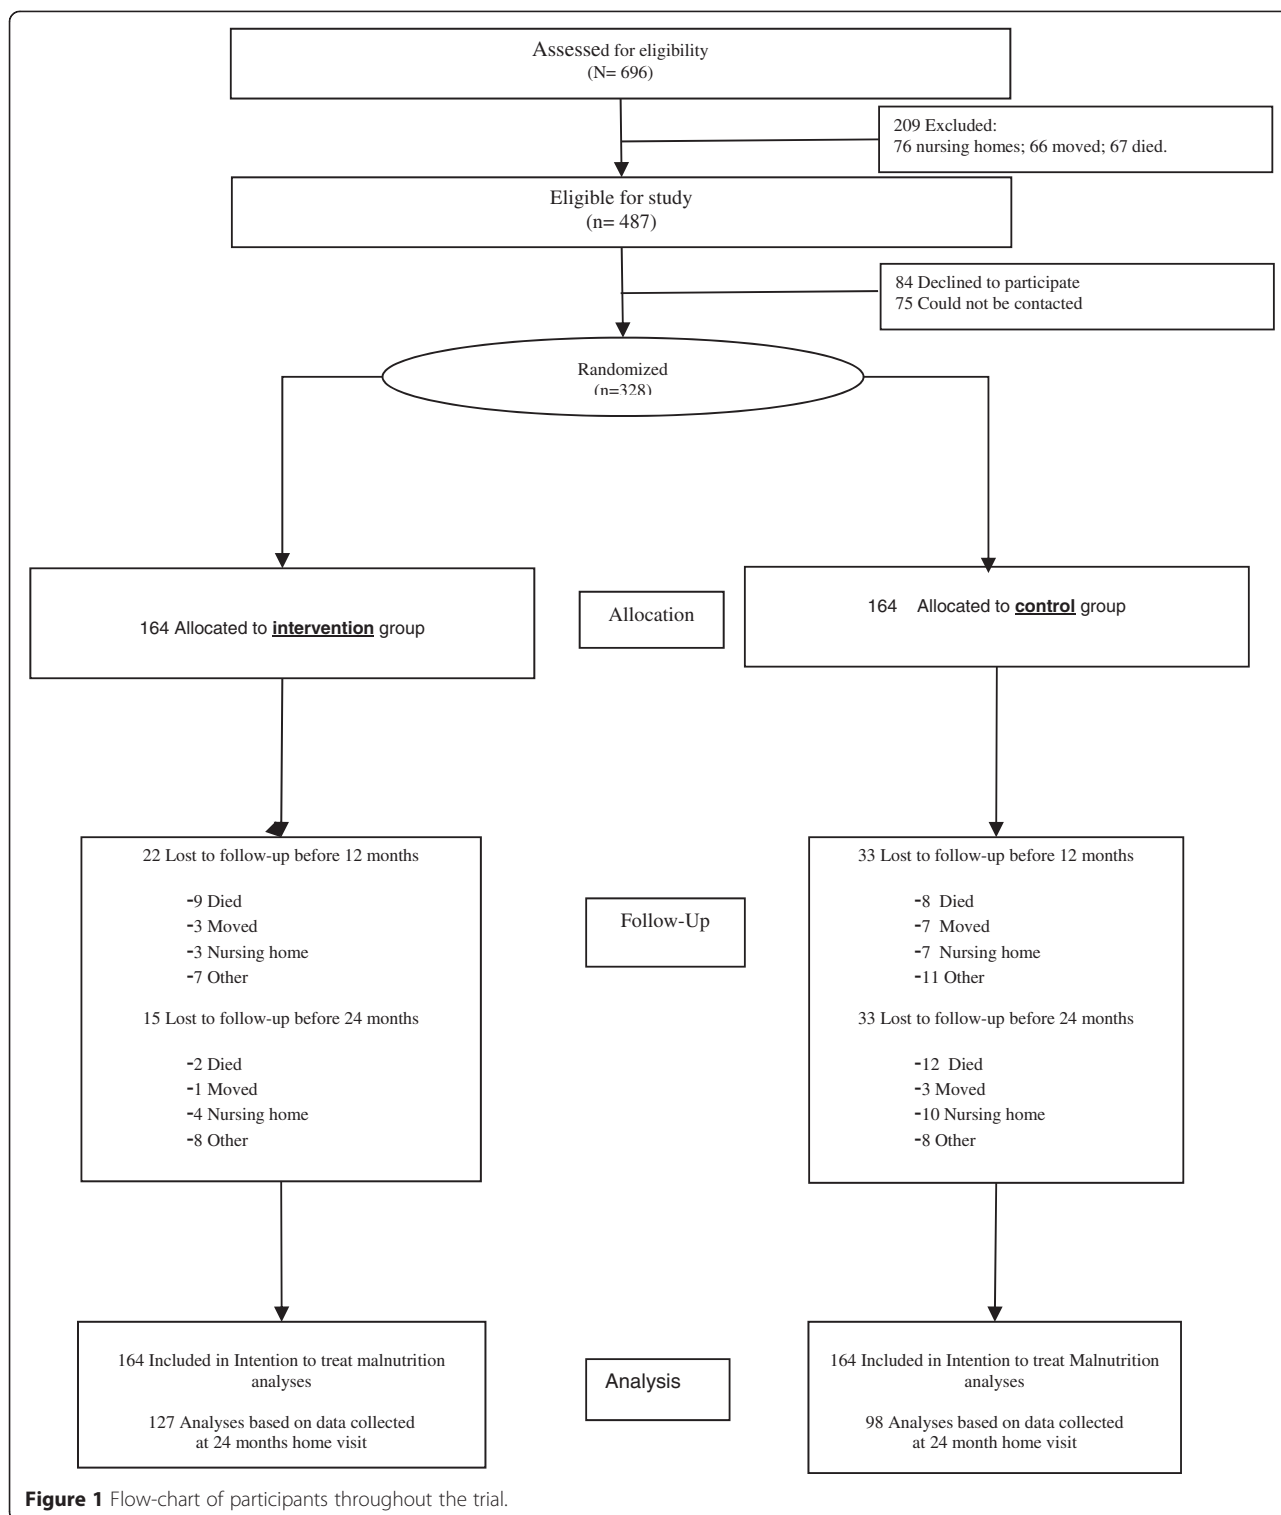 Assessed for eligibility
(N= 696)
209 Excluded:
76 nursing homes; 66 moved; 67 died.
Eligible for study
(n= 487)
84 Declined to participate
75 Could not be contacted
Randomized
(n=328)
164 Allocated to intervention group
Allocation
164 Allocated to control group
22 Lost to follow-up before 12 months
-9 Died
-3 Moved
-3 Nursing home
-7 Other
15 Lost to follow-up before 24 months
-2 Died
-1 Moved
-4 Nursing home
-8 Other
Follow-Up
33 Lost to follow-up before 12 months
-8 Died
-7 Moved
-7 Nursing home
-11 Other
33 Lost to follow-up before 24 months
-12 Died
-3 Moved
-10 Nursing home
-8 Other
164 Included in Intention to treat malnutrition
analyses
127 Analyses based on data collected
at 24 months home visit
Analysis
164 Included in Intention to treat Malnutrition
analyses
98 Analyses based on data collected
at 24 month home visit
Figure 1 Flow-chart of participants throughout the trial.